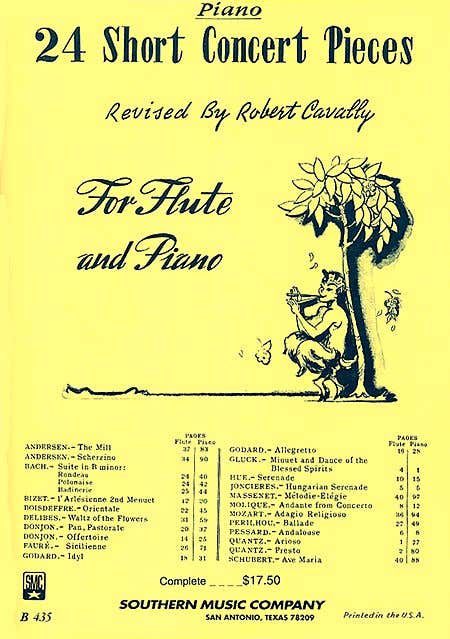 Piano
24 Short Concert Pieces
Revised By Robert Cavally
For Flute
and Piano
PAGES
Flute Piano
ANDERSEN.- The Mill 37 83
ANDERSEN.- Scherzino 34 90
BACH.- Suite in B minor:
Rondeau 24 40
Polonaise 24 42
Badinerie 25 44
BIZET.- l'Arlésienne 2nd Menuet 12 20
BOISDEFFRE.- Orientale 22 45
DELIBES.- Waltz of the Flowers 31 59
DONJON.- Pan, Pastorale 20 37
DONJON.- Offertoire 14 25
FAURÉ.- Sicilienne 26 71
GODARD.- Idyl 18 31
PAGES
Flute Piano
GODARD.- Allegretto 16 28
GLUCK.- Minuet and Dance of the
Blessed Spirits 4 1
HUE.- Serenade 10 15
JONCIERES.- Hungarian Serenade 5 5
MASSENET.- Mélodie-Élégie 40 97
MOLIQUE.- Andante from Concerto 8 12
MOZART.- Adagio Religioso 36 94
PERILHOU.- Ballade 27 49
PESSARD.- Andalouse 6 8
QUANTZ.- Arioso 1 27
QUANTZ.- Presto 2 80
SCHUBERT.- Ave Maria 40 88
Complete ____$17.50
SMC
SOUTHERN MUSIC COMPANY
SAN ANTONIO, TEXAS 78209
B 435
Printed in the U.S.A.